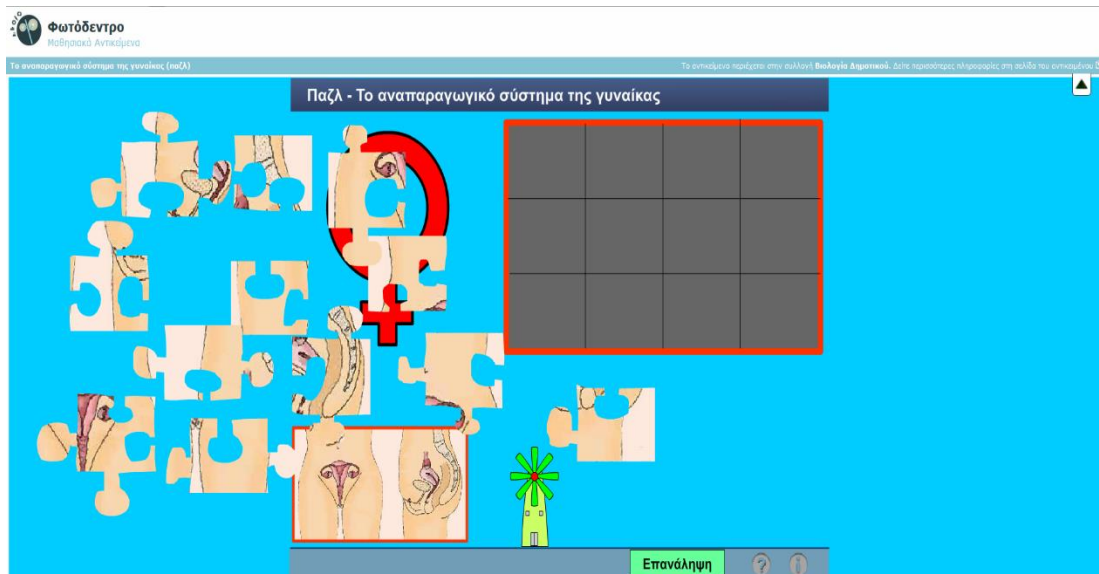 Φωτόδεντρο
Μαθησιακά Αντικείμενα
Το αναπαραγωγικό σύστημα της γυναίκας (παζλ)
Το αντικείμενο περιέχεται στην συλλογή Βιολογία Δημοτικού. Δείτε περισσότερες πληροφορίες στη σελίδα του αντικειμένου
Παζλ - Το αναπαραγωγικό σύστημα της γυναίκας
Επανάληψη
?
i